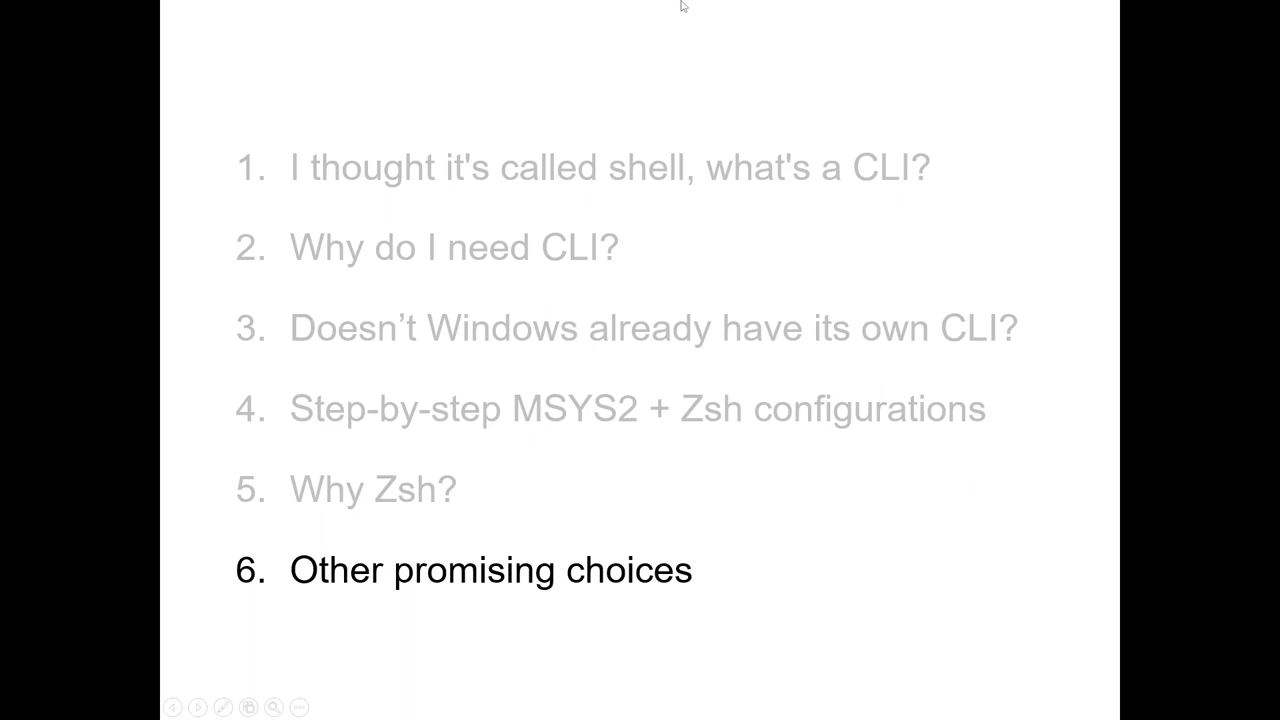 1. I thought it's called shell, what's a CLI?
2. Why do I need CLI?
3. Doesn’t Windows already have its own CLI?
4. Step-by-step MSYS2 + Zsh configurations
5. Why Zsh?
6. Other promising choices